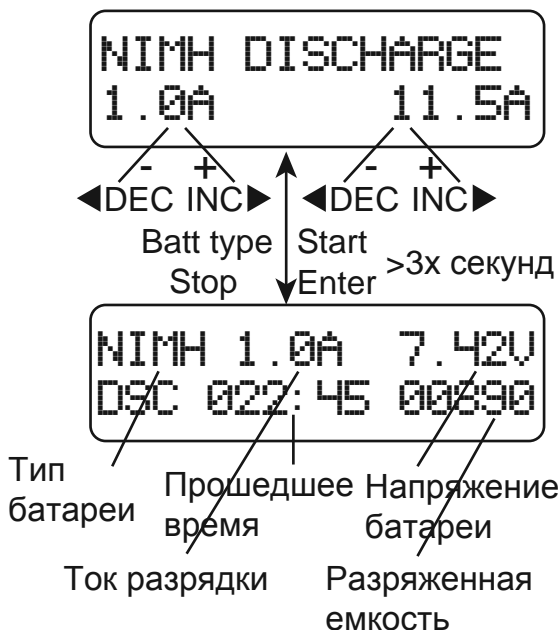 NIMH DISCHARGE
1.0A 11.5A
- + - +
◀DEC INC▶ ◀DEC INC▶
Batt type Start
Stop Enter >3х секунд
NIMH 1.0A 7.42V
DSC 022:45 00890
Тип батареи
Прошедшее время
Напряжение батареи
Ток разрядки
Разряженная емкость